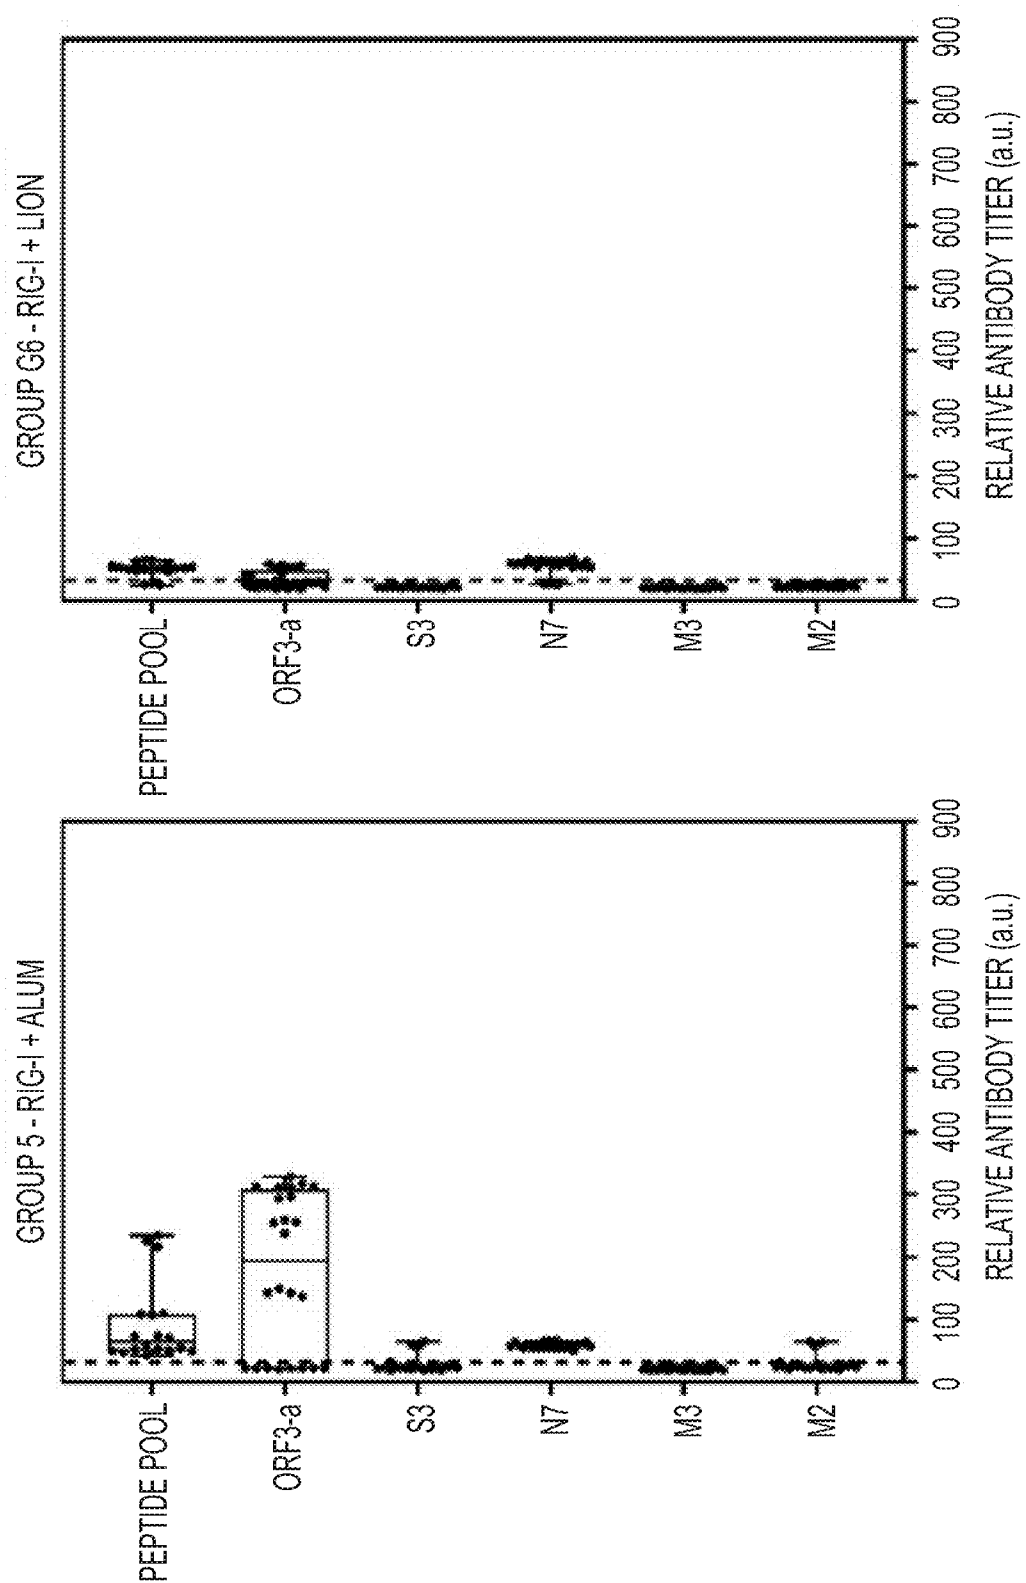 GROUP 5 - RIG-I + ALUM
PEPTIDE POOL
ORF3-a
S3
N7
M3
M2
0 100 200 300 400 500 600 700 800 900
RELATIVE ANTIBODY TITER (a.u.)
GROUP G6 - RIG-I + LION
PEPTIDE POOL
ORF3-a
S3
N7
M3
M2
0 100 200 300 400 500 600 700 800 900
RELATIVE ANTIBODY TITER (a.u.)